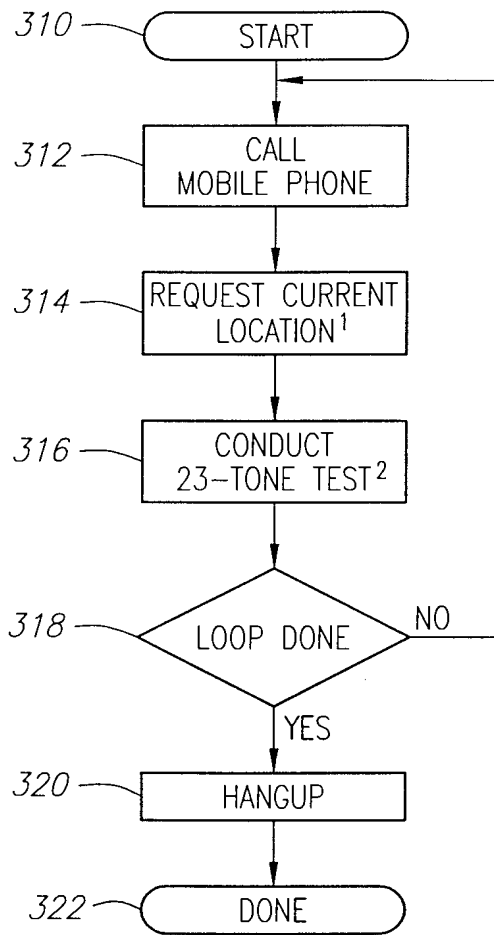 310
START
312
CALL
MOBILE PHONE
314
REQUEST CURRENT
LOCATION¹
316
CONDUCT
23-TONE TEST²
318
LOOP DONE
NO
YES
320
HANGUP
322
DONE